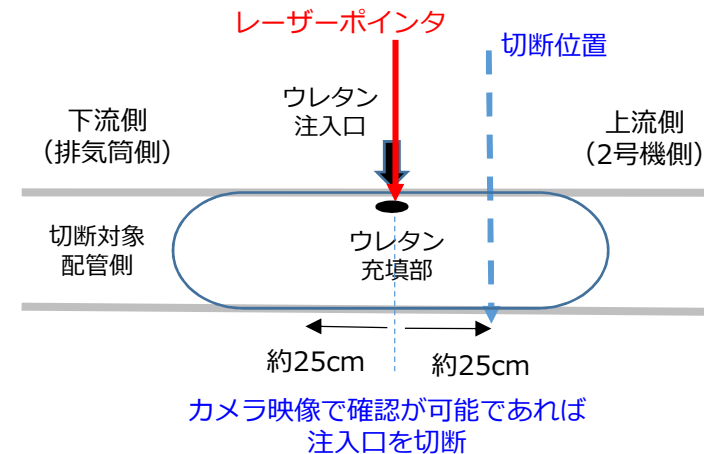 レーザーポインタ
切断位置
ウレタン
注入口
下流側
（排気筒側）
上流側
（2号機側）
切断対象
配管側
ウレタン
充填部
約25cm
約25cm
カメラ映像で確認が可能であれば
注入口を切断